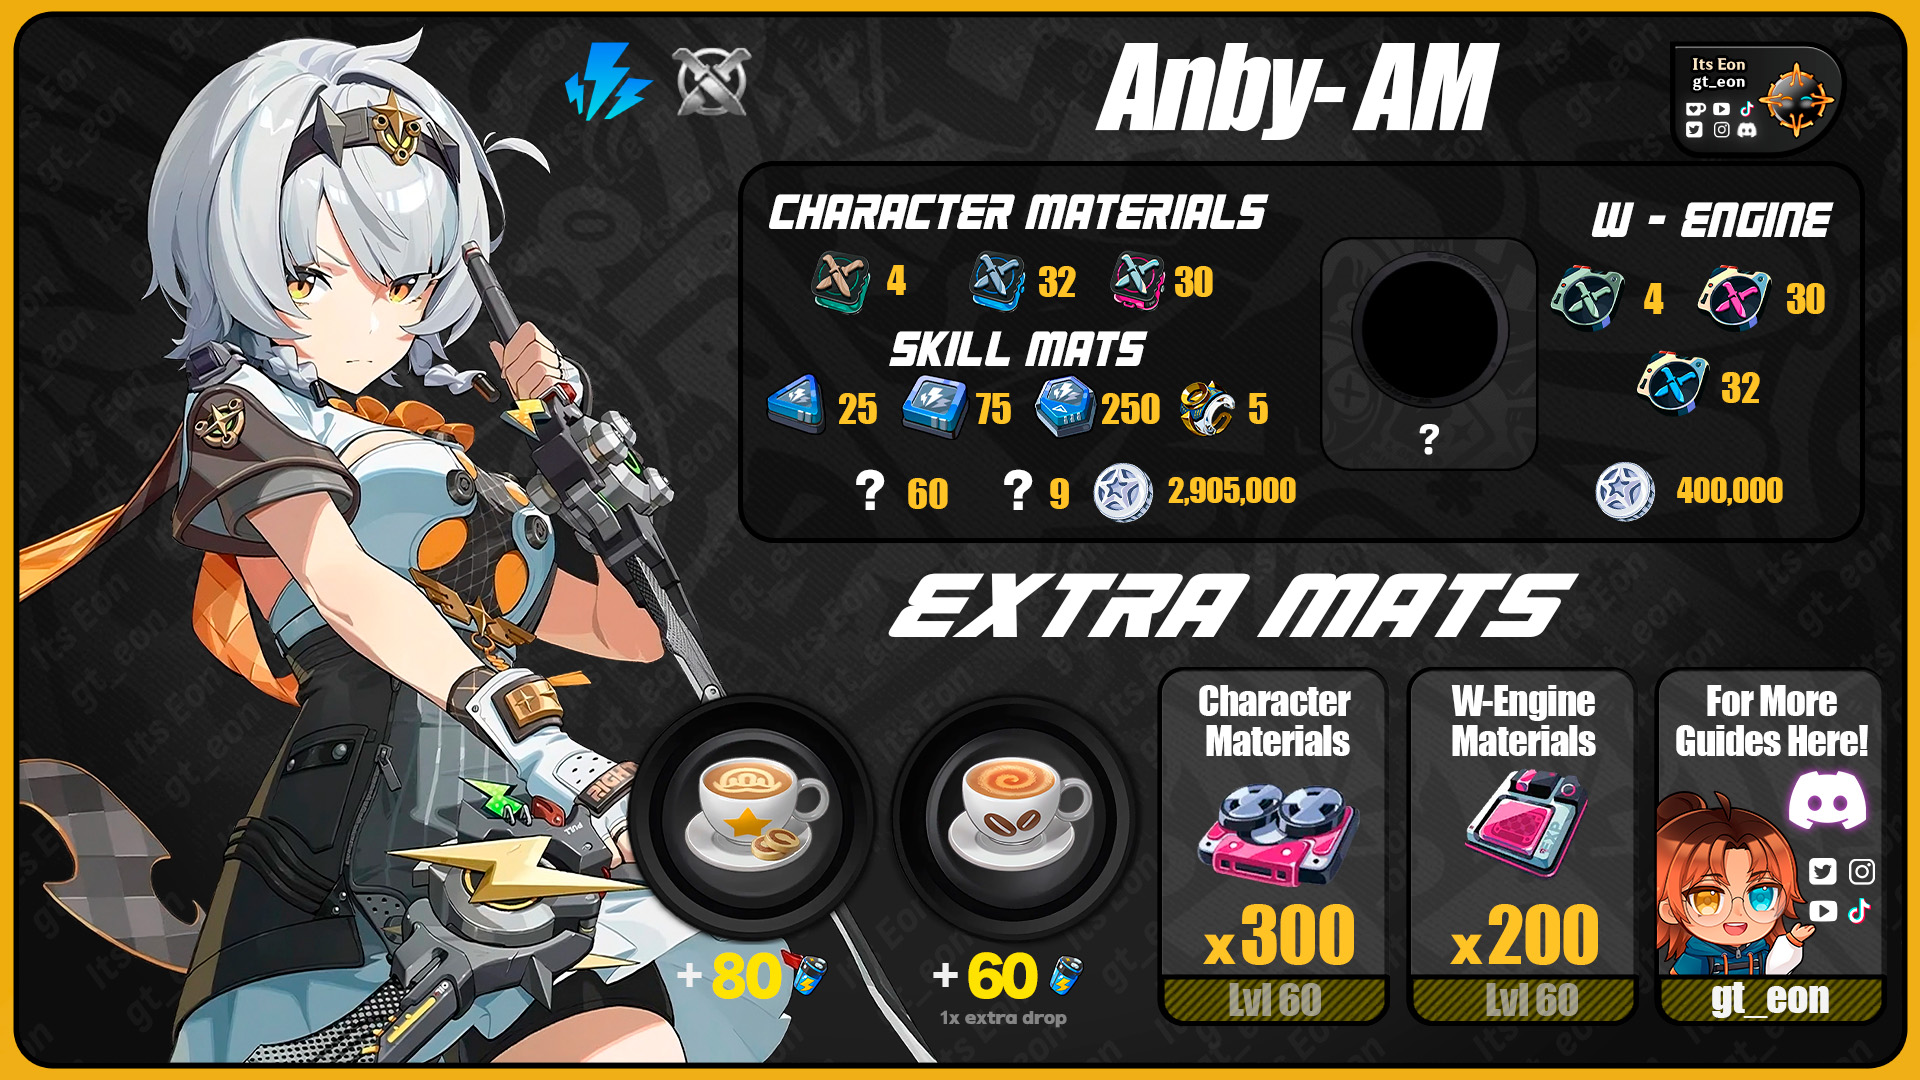 Anby- AM
Its Eon
gt_eon
CHARACTER MATERIALS
4 32 30
SKILL MATS
25 75 250 5
? 60 ? 9 2,905,000
?
W - ENGINE
4 30
32
400,000
EXTRA MATS
+ 80
+ 60
1x extra drop
Character
Materials
x300
Lvl 60
W-Engine
Materials
EXP
x200
Lvl 60
For More
Guides Here!
gt_eon